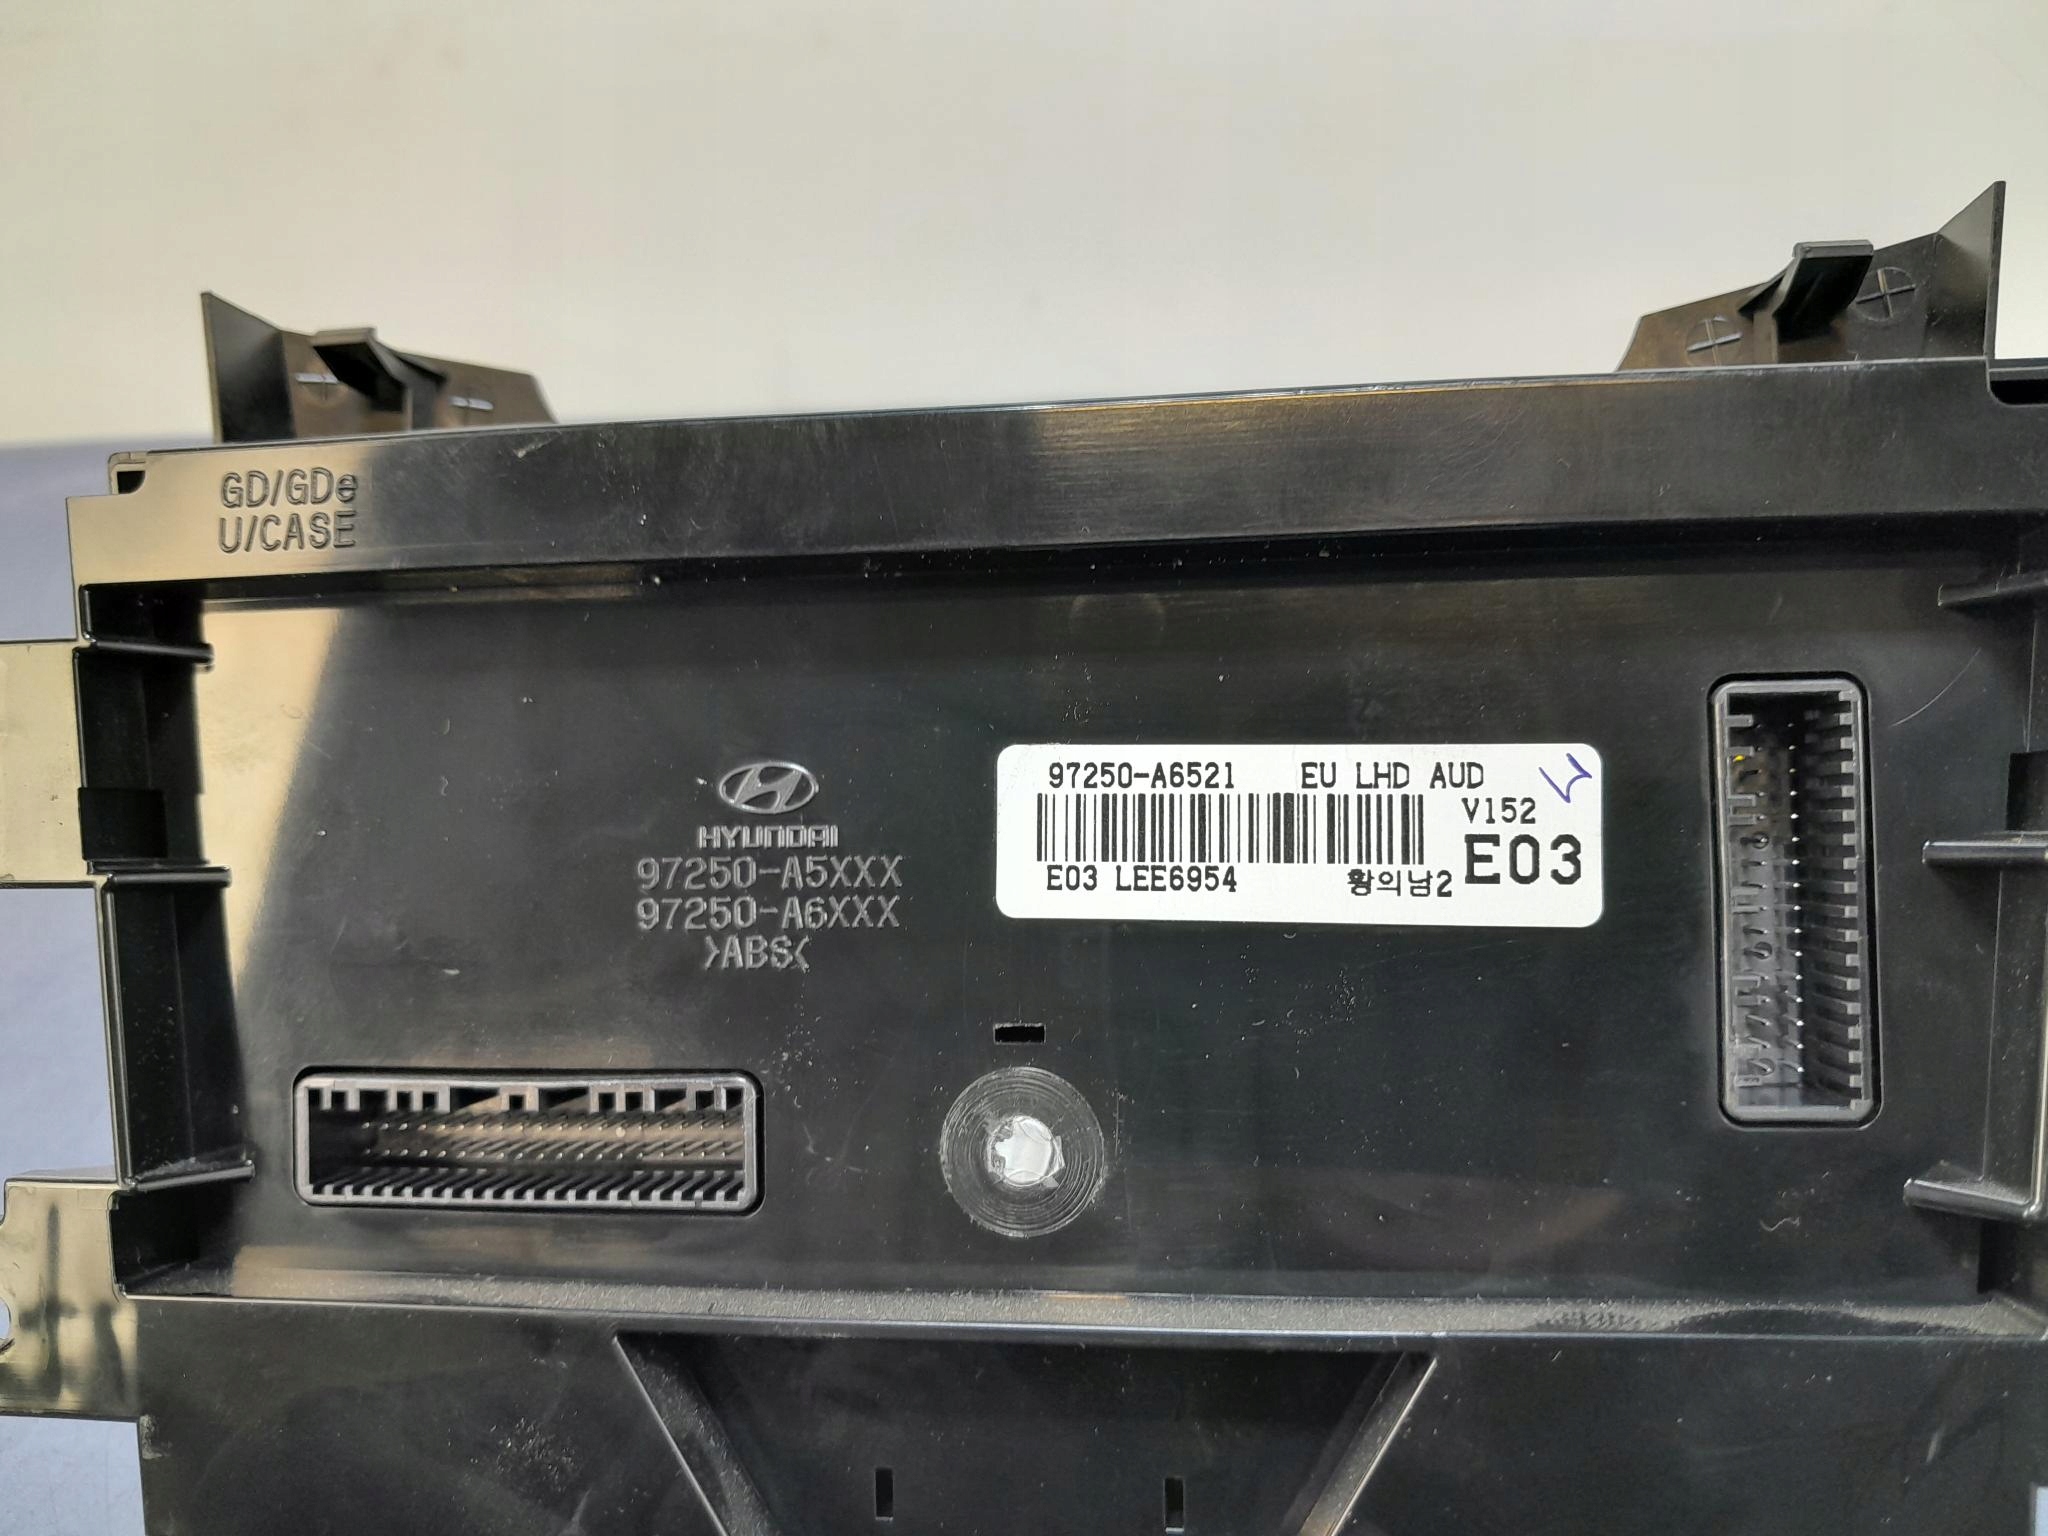 GD/GDe
U/CASE
HYUNDAI
97250-A5XXX
97250-A6XXX
>ABS<
97250-A6521 EU LHD AUD
V152
E03
E03 LEE6954 황의남2